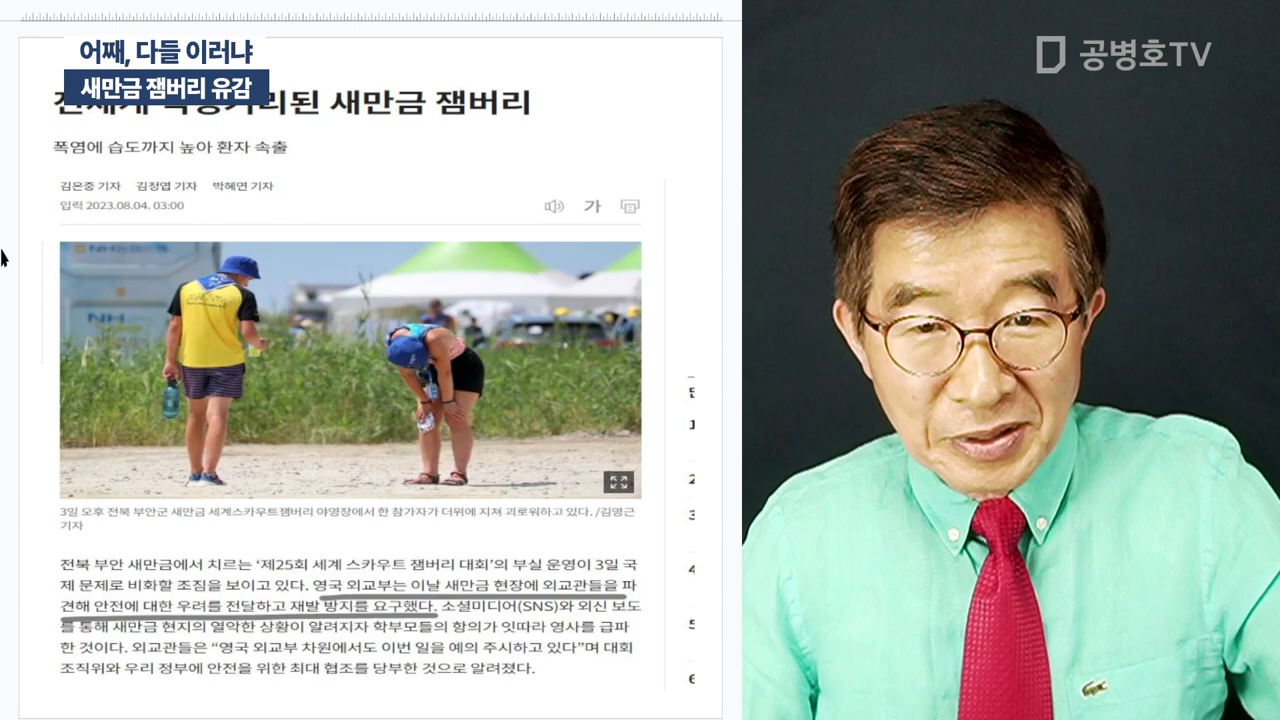 어째, 다들 이러냐
새만금 잼버리 유감
공병호TV
새만금 잼버리
폭염에 습도까지 높아 환자 속출
김은중 기자 김정엽 기자 박혜연 기자
입력 2023.08.04. 03:00
가
NH
3일 오후 전북 부안군 새만금 세계스카우트잼버리 야영장에서 한 참가자가 더위에 지쳐 괴로워하고 있다. /김영근
기자
전북 부안 새만금에서 치르는 ‘제25회 세계 스카우트 잼버리 대회’의 부실 운영이 3일 국
제 문제로 비화할 조짐을 보이고 있다. 영국 외교부는 이날 새만금 현장에 외교관들을 파
견해 안전에 대한 우려를 전달하고 재발 방지를 요구했다. 소셜미디어(SNS)와 외신 보도
를 통해 새만금 현지의 열악한 상황이 알려지자 학부모들의 항의가 잇따라 영사를 급파
한 것이다. 외교관들은 “영국 외교부 차원에서도 이번 일을 예의 주시하고 있다”며 대회
조직위와 우리 정부에 안전을 위한 최대 협조를 당부한 것으로 알려졌다.
1
2
3
4
5
6